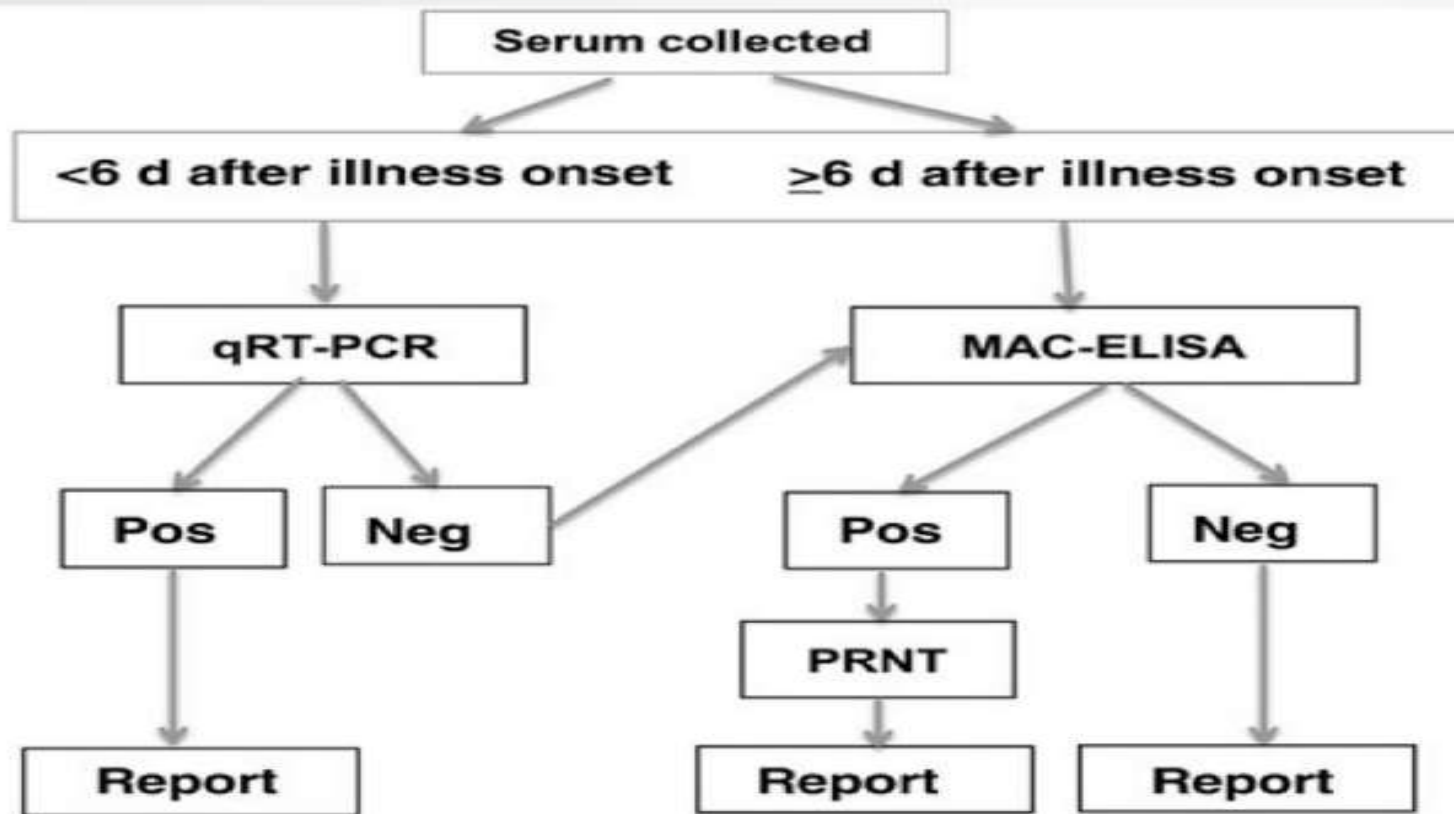 Serum collected
<6 d after illness onset
≥6 d after illness onset
qRT-PCR
MAC-ELISA
Pos
Neg
Pos
Neg
PRNT
Report
Report
Report